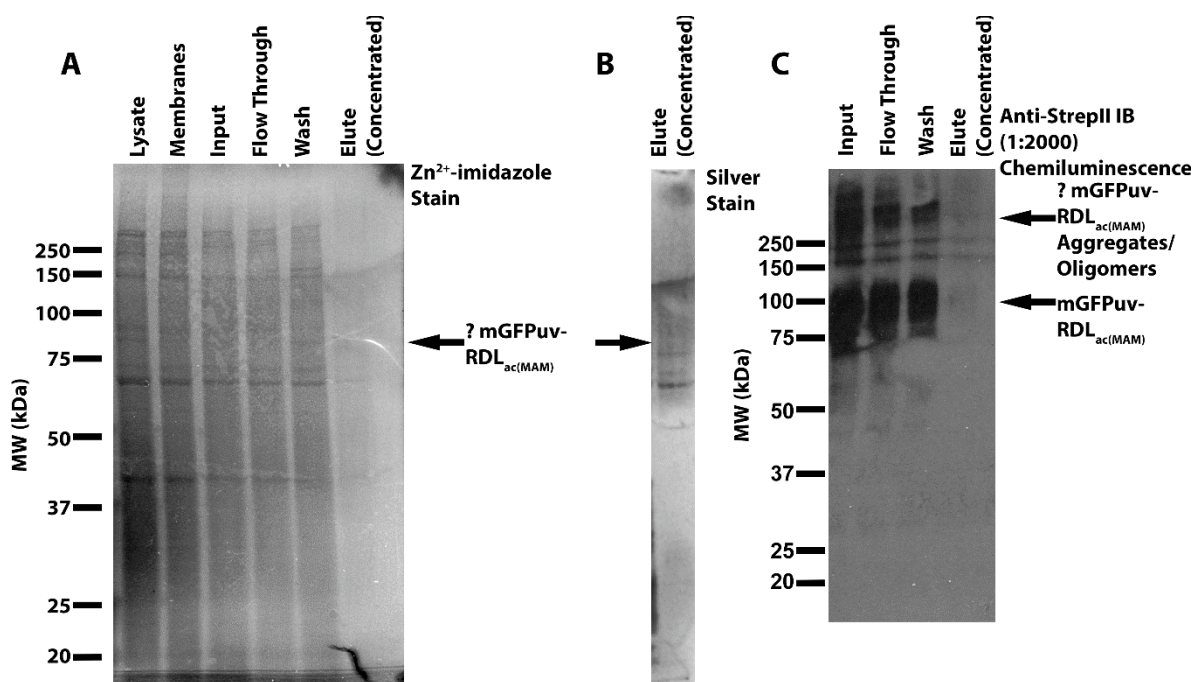 A
Lysate
Membranes
Input
Flow Through
Wash
Elute
(Concentrated)
Zn2+-imidazole
Stain
250
150
100
75
50
37
25
20
MW (kDa)
? mGFPuv-
RDLac(MAM)
B
Elute
(Concentrated)
Silver
Stain
C
Input
Flow Through
Wash
Elute
(Concentrated)
Anti-StrepII IB
(1:2000)
Chemiluminescence
? mGFPuv-
RDLac(MAM)
Aggregates/
Oligomers
mGFPuv-
RDLac(MAM)
250
150
100
75
50
37
25
20
MW (kDa)